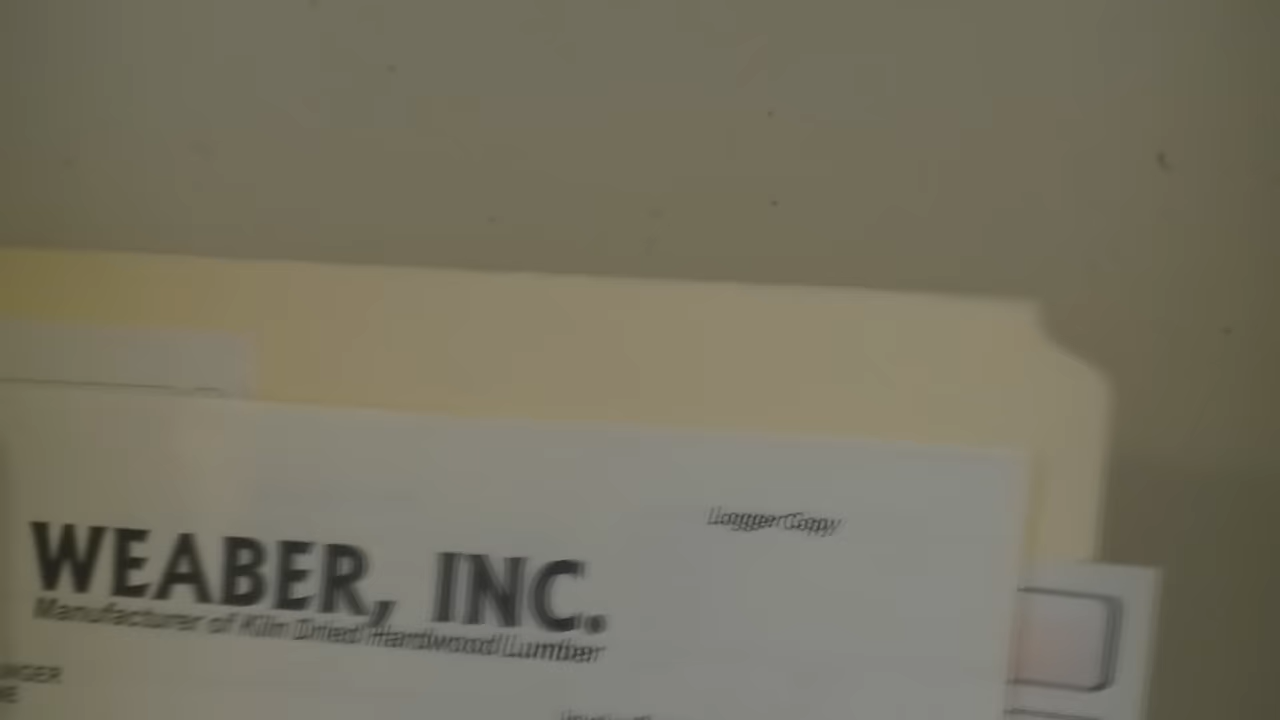 Logger Copy
WEABER, INC.
Manufacturer of Kiln Dried Hardwood Lumber